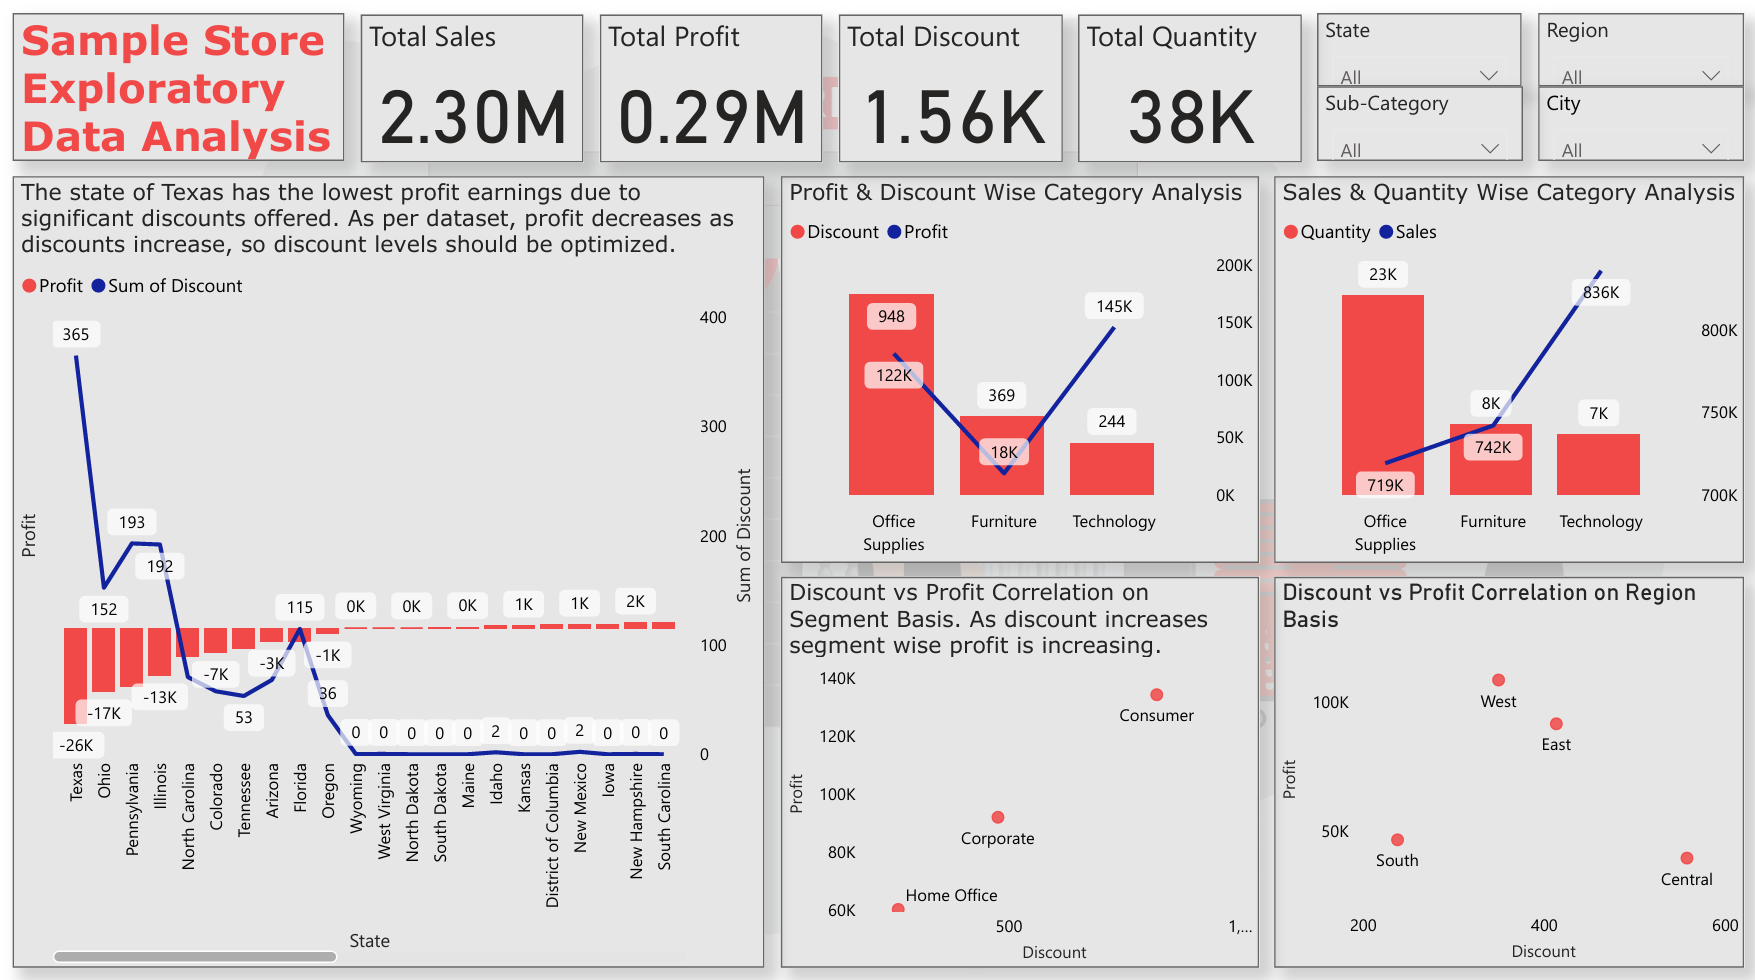 Sample Store
Exploratory
Data Analysis
Total Sales
2.30M
Total Profit
0.29M
Total Discount
1.56K
Total Quantity
38K
State
All
Region
All
Sub-Category
All
City
All
The state of Texas has the lowest profit earnings due to
significant discounts offered. As per dataset, profit decreases as
discounts increase, so discount levels should be optimized.
Profit Sum of Discount
365
400
300
193
192
200
152
115
0K
0K
0K
1K
1K
2K
100
-1K
-3K
-7K
-13K
36
-17K
53
-26K
0
0
0
0
0
2
0
0
2
0
0
0
0
Profit
Sum of Discount
Texas
Ohio
Pennsylvania
Illinois
North Carolina
Colorado
Tennessee
Arizona
Florida
Oregon
Wyoming
West Virginia
North Dakota
South Dakota
Maine
Idaho
Kansas
District of Columbia
New Mexico
Iowa
New Hampshire
South Carolina
State
Profit & Discount Wise Category Analysis
Discount Profit
200K
150K
100K
50K
0K
948
122K
369
18K
145K
244
Office
Supplies
Furniture
Technology
Sales & Quantity Wise Category Analysis
Quantity Sales
23K
719K
8K
742K
836K
7K
800K
750K
700K
Office
Supplies
Furniture
Technology
Discount vs Profit Correlation on
Segment Basis. As discount increases
segment wise profit is increasing.
140K
120K
100K
80K
60K
Profit
Consumer
Corporate
Home Office
500
1,...
Discount
Discount vs Profit Correlation on Region
Basis
100K
50K
Profit
West
East
South
Central
200
400
600
Discount